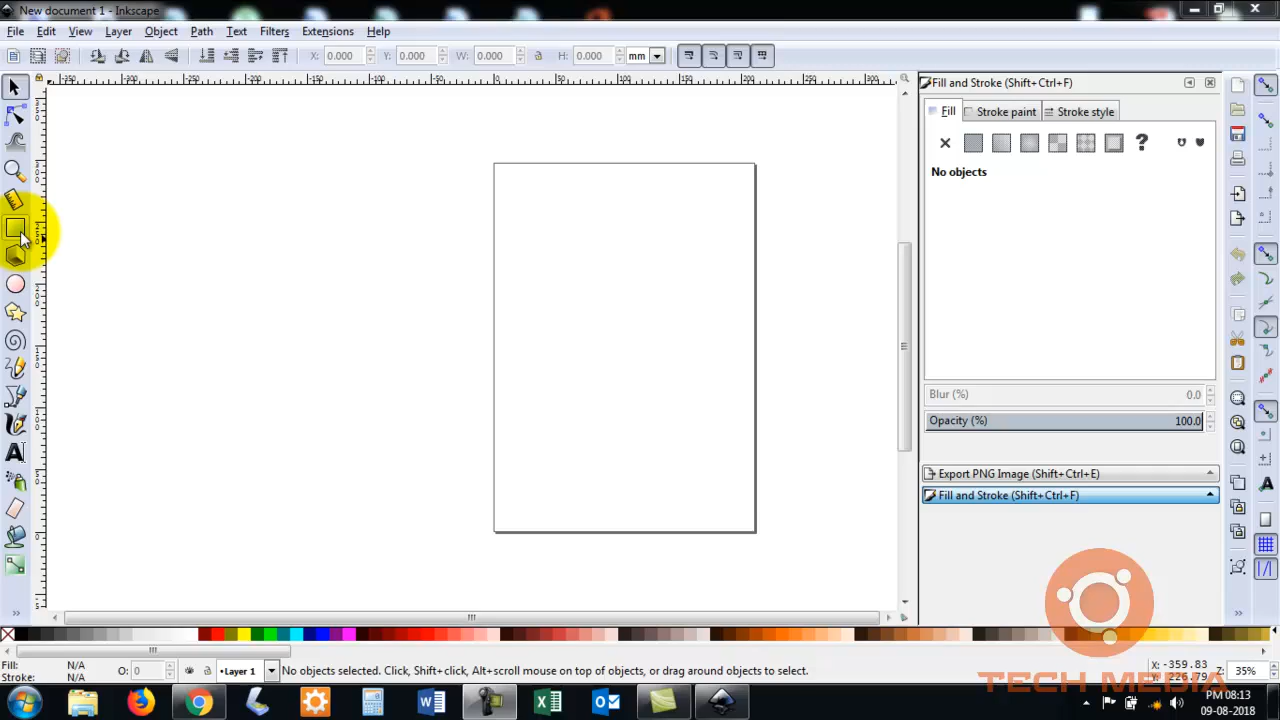 New document 1 - Inkscape
File Edit View Layer Object Path Text Filters Extensions Help
X: 0.000 Y: 0.000 W: 0.000 H: 0.000 mm
Fill and Stroke (Shift+Ctrl+F)
Fill Stroke paint Stroke style
?
No objects
Blur (%) 0.0
Opacity (%) 100.0
Export PNG Image (Shift+Ctrl+E)
Fill and Stroke (Shift+Ctrl+F)
Fill: N/A O: 0 Layer 1 No objects selected. Click, Shift+click, Alt+scroll mouse on top of objects, or drag around objects to select. X: -359.83 Z: 35%
Stroke: N/A Y: 226.79
TECH MEDIA
PM 08:13
09-08-2018